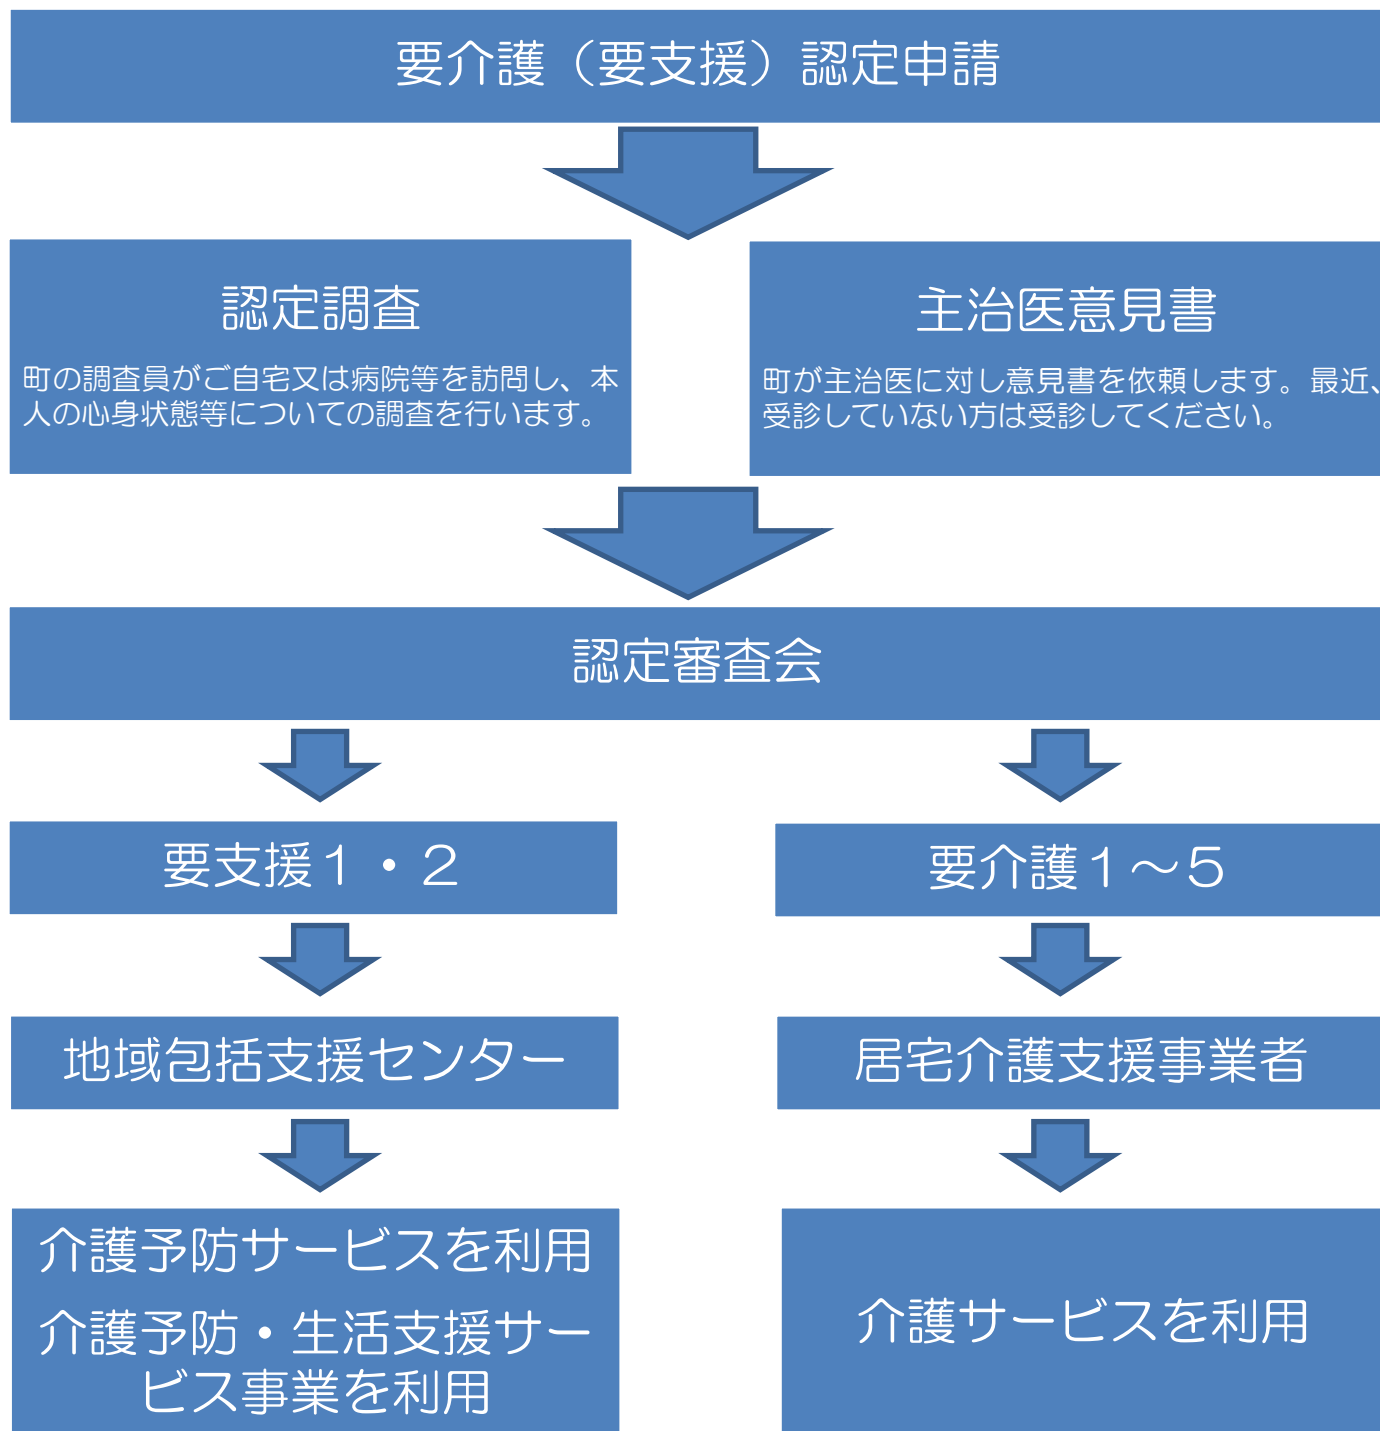 要介護（要支援）認定申請
認定調査
町の調査員がご自宅又は病院等を訪問し、本
人の心身状態等についての調査を行います。
主治医意見書
町が主治医に対し意見書を依頼します。最近、
受診していない方は受診してください。
認定審査会
要支援１・２
要介護１～５
地域包括支援センター
居宅介護支援事業者
介護予防サービスを利用
介護予防・生活支援サー
ビス事業を利用
介護サービスを利用